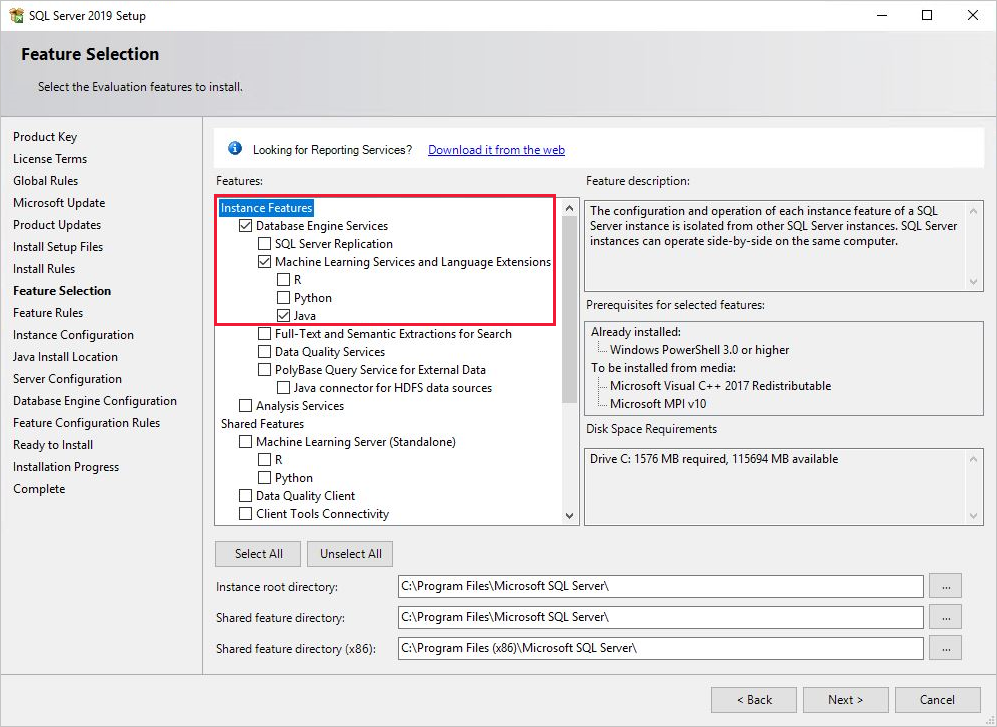 SQL Server 2019 Setup
Feature Selection
Select the Evaluation features to install.
Product Key
License Terms
Global Rules
Microsoft Update
Product Updates
Install Setup Files
Install Rules
Feature Selection
Feature Rules
Instance Configuration
Java Install Location
Server Configuration
Database Engine Configuration
Feature Configuration Rules
Ready to Install
Installation Progress
Complete
Looking for Reporting Services? Download it from the web
Features:
Instance Features
Database Engine Services
SQL Server Replication
Machine Learning Services and Language Extensions
R
Python
Java
Full-Text and Semantic Extractions for Search
Data Quality Services
PolyBase Query Service for External Data
Java connector for HDFS data sources
Analysis Services
Shared Features
Machine Learning Server (Standalone)
R
Python
Data Quality Client
Client Tools Connectivity
Feature description:
The configuration and operation of each instance feature of a SQL
Server instance is isolated from other SQL Server instances. SQL Server
instances can operate side-by-side on the same computer.
Prerequisites for selected features:
Already installed:
Windows PowerShell 3.0 or higher
To be installed from media:
Microsoft Visual C++ 2017 Redistributable
Microsoft MPI v10
Disk Space Requirements
Drive C: 1576 MB required, 115694 MB available
Select All
Unselect All
Instance root directory: C:\Program Files\Microsoft SQL Server\ ...
Shared feature directory: C:\Program Files\Microsoft SQL Server\ ...
Shared feature directory (x86): C:\Program Files (x86)\Microsoft SQL Server\ ...
< Back
Next >
Cancel